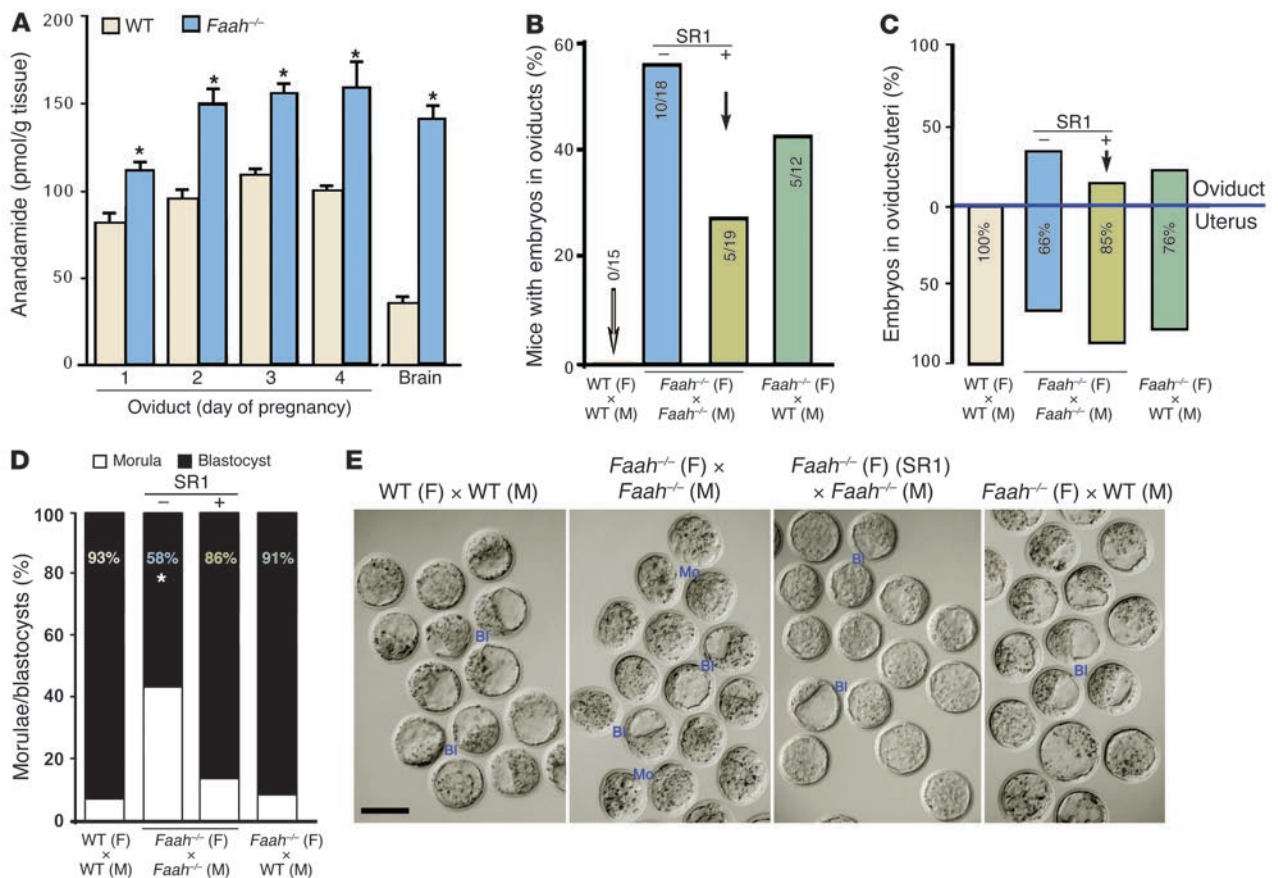 A
WT
Faah–/–
Anandamide (pmol/g tissue)
200
150
100
50
0
*
*
*
*
*
1
2
3
4
Brain
Oviduct (day of pregnancy)
B
Mice with embryos in oviducts (%)
60
40
20
0
SR1
–
+
0/15
10/18
5/19
5/12
WT (F)
×
WT (M)
Faah–/– (F)
×
Faah–/– (M)
Faah–/– (F)
×
WT (M)
C
Embryos in oviducts/uteri (%)
100
50
0
50
100
SR1
–
+
Oviduct
Uterus
100%
66%
85%
76%
WT (F)
×
WT (M)
Faah–/– (F)
×
Faah–/– (M)
Faah–/– (F)
×
WT (M)
D
Morula
Blastocyst
SR1
–
+
Morulae/blastocysts (%)
100
80
60
40
20
0
93%
58%
*
86%
91%
WT (F)
×
WT (M)
Faah–/– (F)
×
Faah–/– (M)
Faah–/– (F)
×
WT (M)
E
WT (F) × WT (M)
Faah–/– (F) ×
Faah–/– (M)
Faah–/– (F) (SR1)
× Faah–/– (M)
Faah–/– (F) × WT (M)
Bl
Bl
Mo
Bl
Bl
Mo
Bl
Bl
Bl